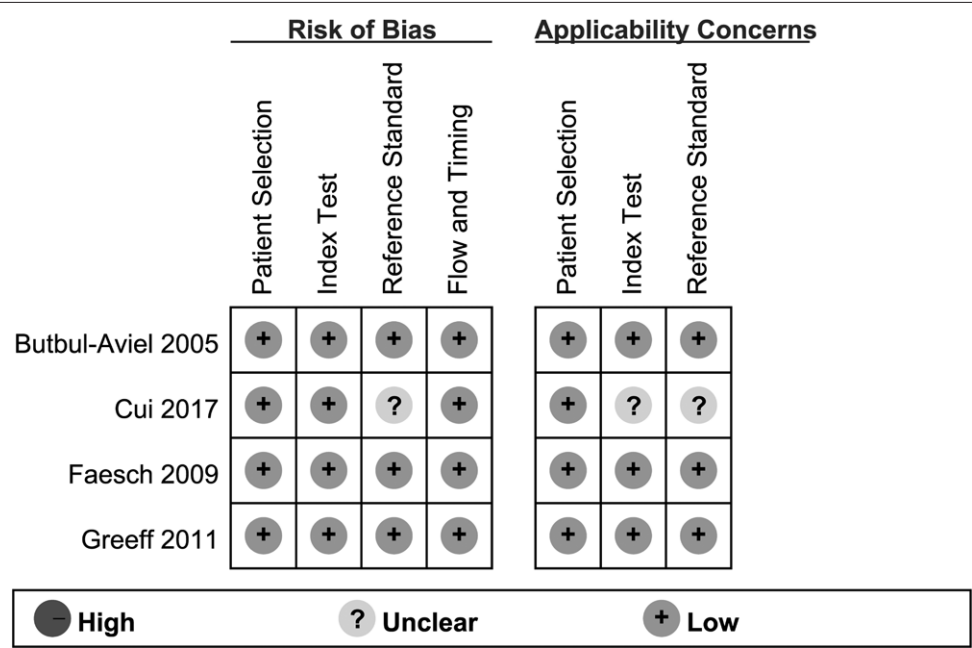 Risk of Bias Applicability Concerns
Patient Selection Index Test Reference Standard Flow and Timing Patient Selection Index Test Reference Standard
Butbul-Aviel 2005 + + + + + + +
Cui 2017 + + ? + + ? ?
Faesch 2009 + + + + + + +
Greeff 2011 + + + + + + +
– High ? Unclear + Low